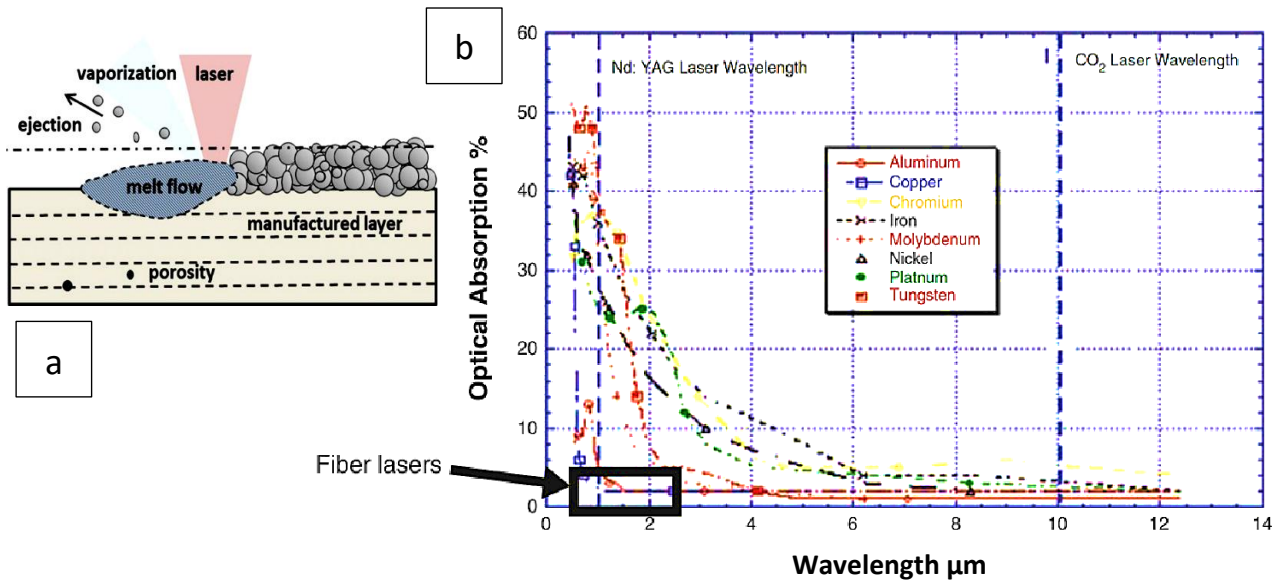 vaporization
laser
ejection
melt flow
manufactured layer
porosity
a
b
Optical Absorption %
60
50
40
30
20
10
0
Nd: YAG Laser Wavelength
CO₂ Laser Wavelength
Aluminum
Copper
Chromium
Iron
Molybdenum
Nickel
Platnum
Tungsten
Fiber lasers
0 2 4 6 8 10 12 14
Wavelength µm